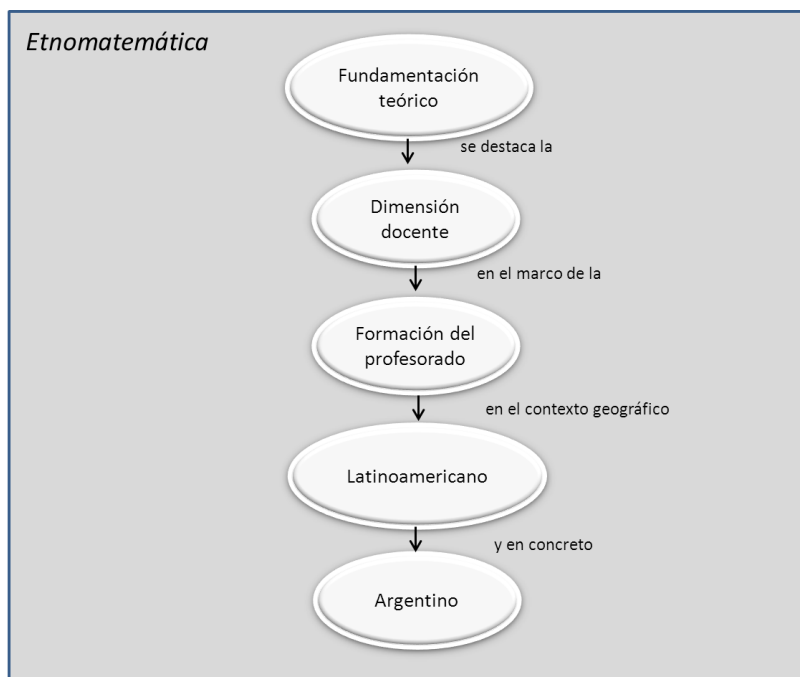 Etnomatemática
Fundamentación
teórico
se destaca la
Dimensión
docente
en el marco de la
Formación del
profesorado
en el contexto geográfico
Latinoamericano
y en concreto
Argentino